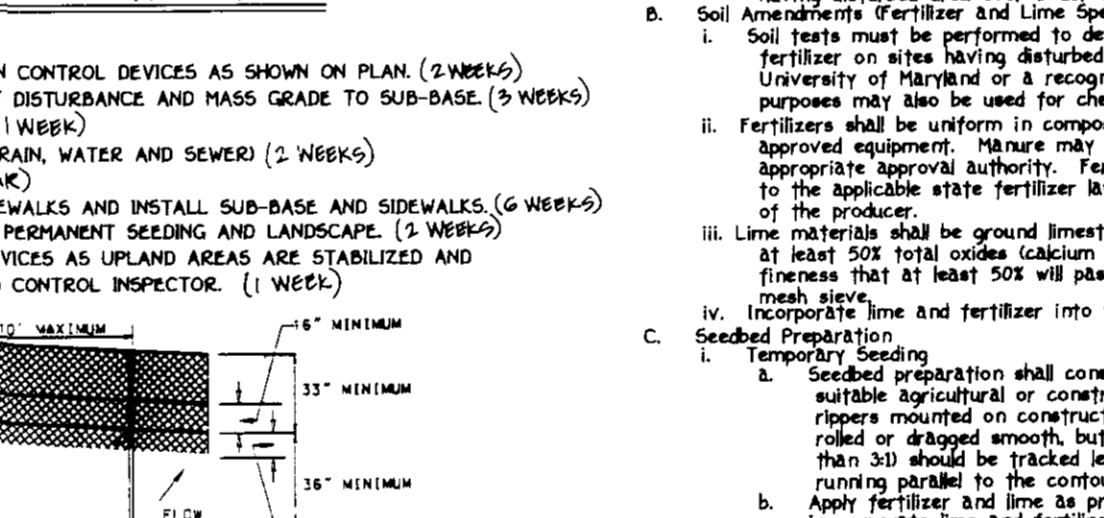 N CONTROL DEVICES AS SHOWN ON PLAN. (2 WEEKS)
DISTURBANCE AND MASS GRADE TO SUB-BASE. (3 WEEKS)
1 WEEK)
RAIN, WATER AND SEWER) (2 WEEKS)
EWALKS AND INSTALL SUB-BASE AND SIDEWALKS. (6 WEEKS)
PERMANENT SEEDING AND LANDSCAPE. (2 WEEKS)
VICES AS UPLAND AREAS ARE STABILIZED AND
CONTROL INSPECTOR. (1 WEEK)
10' MAXIMUM
16" MINIMUM
33" MINIMUM
36" MINIMUM
FLOW
B. Soil Amendments (Fertilizer and Lime Spe
i. Soil tests must be performed to de
fertilizer on sites having disturbed
University of Maryland or a recogn
purposes may also be used for che
ii. Fertilizers shall be uniform in compo
approved equipment. Manure may
appropriate approval authority. Fe
to the applicable state fertilizer la
of the producer.
iii. Lime materials shall be ground limest
at least 50% total oxides (calcium
fineness that at least 50% will pas
mesh sieve.
iv. Incorporate lime and fertilizer into
C. Seedbed Preparation
i. Temporary Seeding
a. Seedbed preparation shall cons
suitable agricultural or constr
rippers mounted on construct
rolled or dragged smooth, but
than 3:1) should be tracked le
running parallel to the contou
b. Apply fertilizer and lime as pr